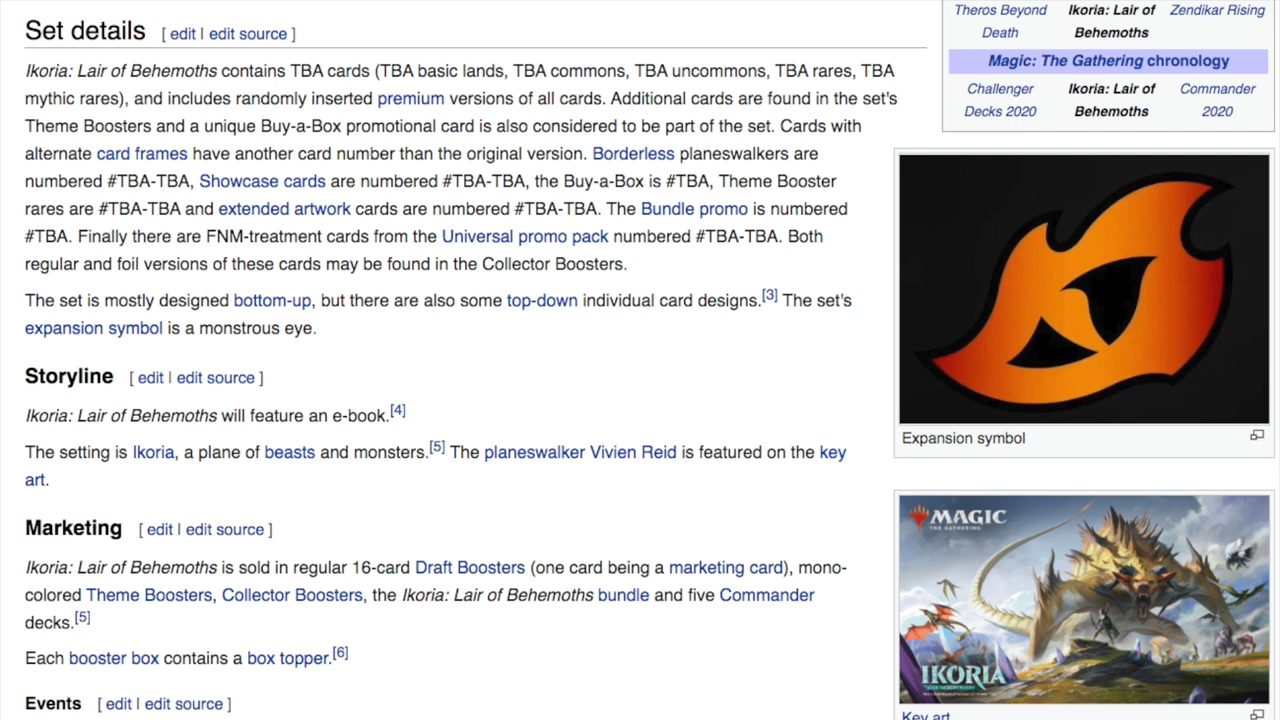 Set details [ edit | edit source ]
Ikoria: Lair of Behemoths contains TBA cards (TBA basic lands, TBA commons, TBA uncommons, TBA rares, TBA
mythic rares), and includes randomly inserted premium versions of all cards. Additional cards are found in the set's
Theme Boosters and a unique Buy-a-Box promotional card is also considered to be part of the set. Cards with
alternate card frames have another card number than the original version. Borderless planeswalkers are
numbered #TBA-TBA, Showcase cards are numbered #TBA-TBA, the Buy-a-Box is #TBA, Theme Booster
rares are #TBA-TBA and extended artwork cards are numbered #TBA-TBA. The Bundle promo is numbered
#TBA. Finally there are FNM-treatment cards from the Universal promo pack numbered #TBA-TBA. Both
regular and foil versions of these cards may be found in the Collector Boosters.
The set is mostly designed bottom-up, but there are also some top-down individual card designs.[3] The set's
expansion symbol is a monstrous eye.
Storyline [ edit | edit source ]
Ikoria: Lair of Behemoths will feature an e-book.[4]
The setting is Ikoria, a plane of beasts and monsters.[5] The planeswalker Vivien Reid is featured on the key
art.
Marketing [ edit | edit source ]
Ikoria: Lair of Behemoths is sold in regular 16-card Draft Boosters (one card being a marketing card), mono-
colored Theme Boosters, Collector Boosters, the Ikoria: Lair of Behemoths bundle and five Commander
decks.[5]
Each booster box contains a box topper.[6]
Events [ edit | edit source ]
Theros Beyond Ikoria: Lair of Zendikar Rising
Death Behemoths
Magic: The Gathering chronology
Challenger Ikoria: Lair of Commander
Decks 2020 Behemoths 2020
Expansion symbol
MAGIC
THE GATHERING
IKORIA
LAIR OF BEHEMOTHS
Key art